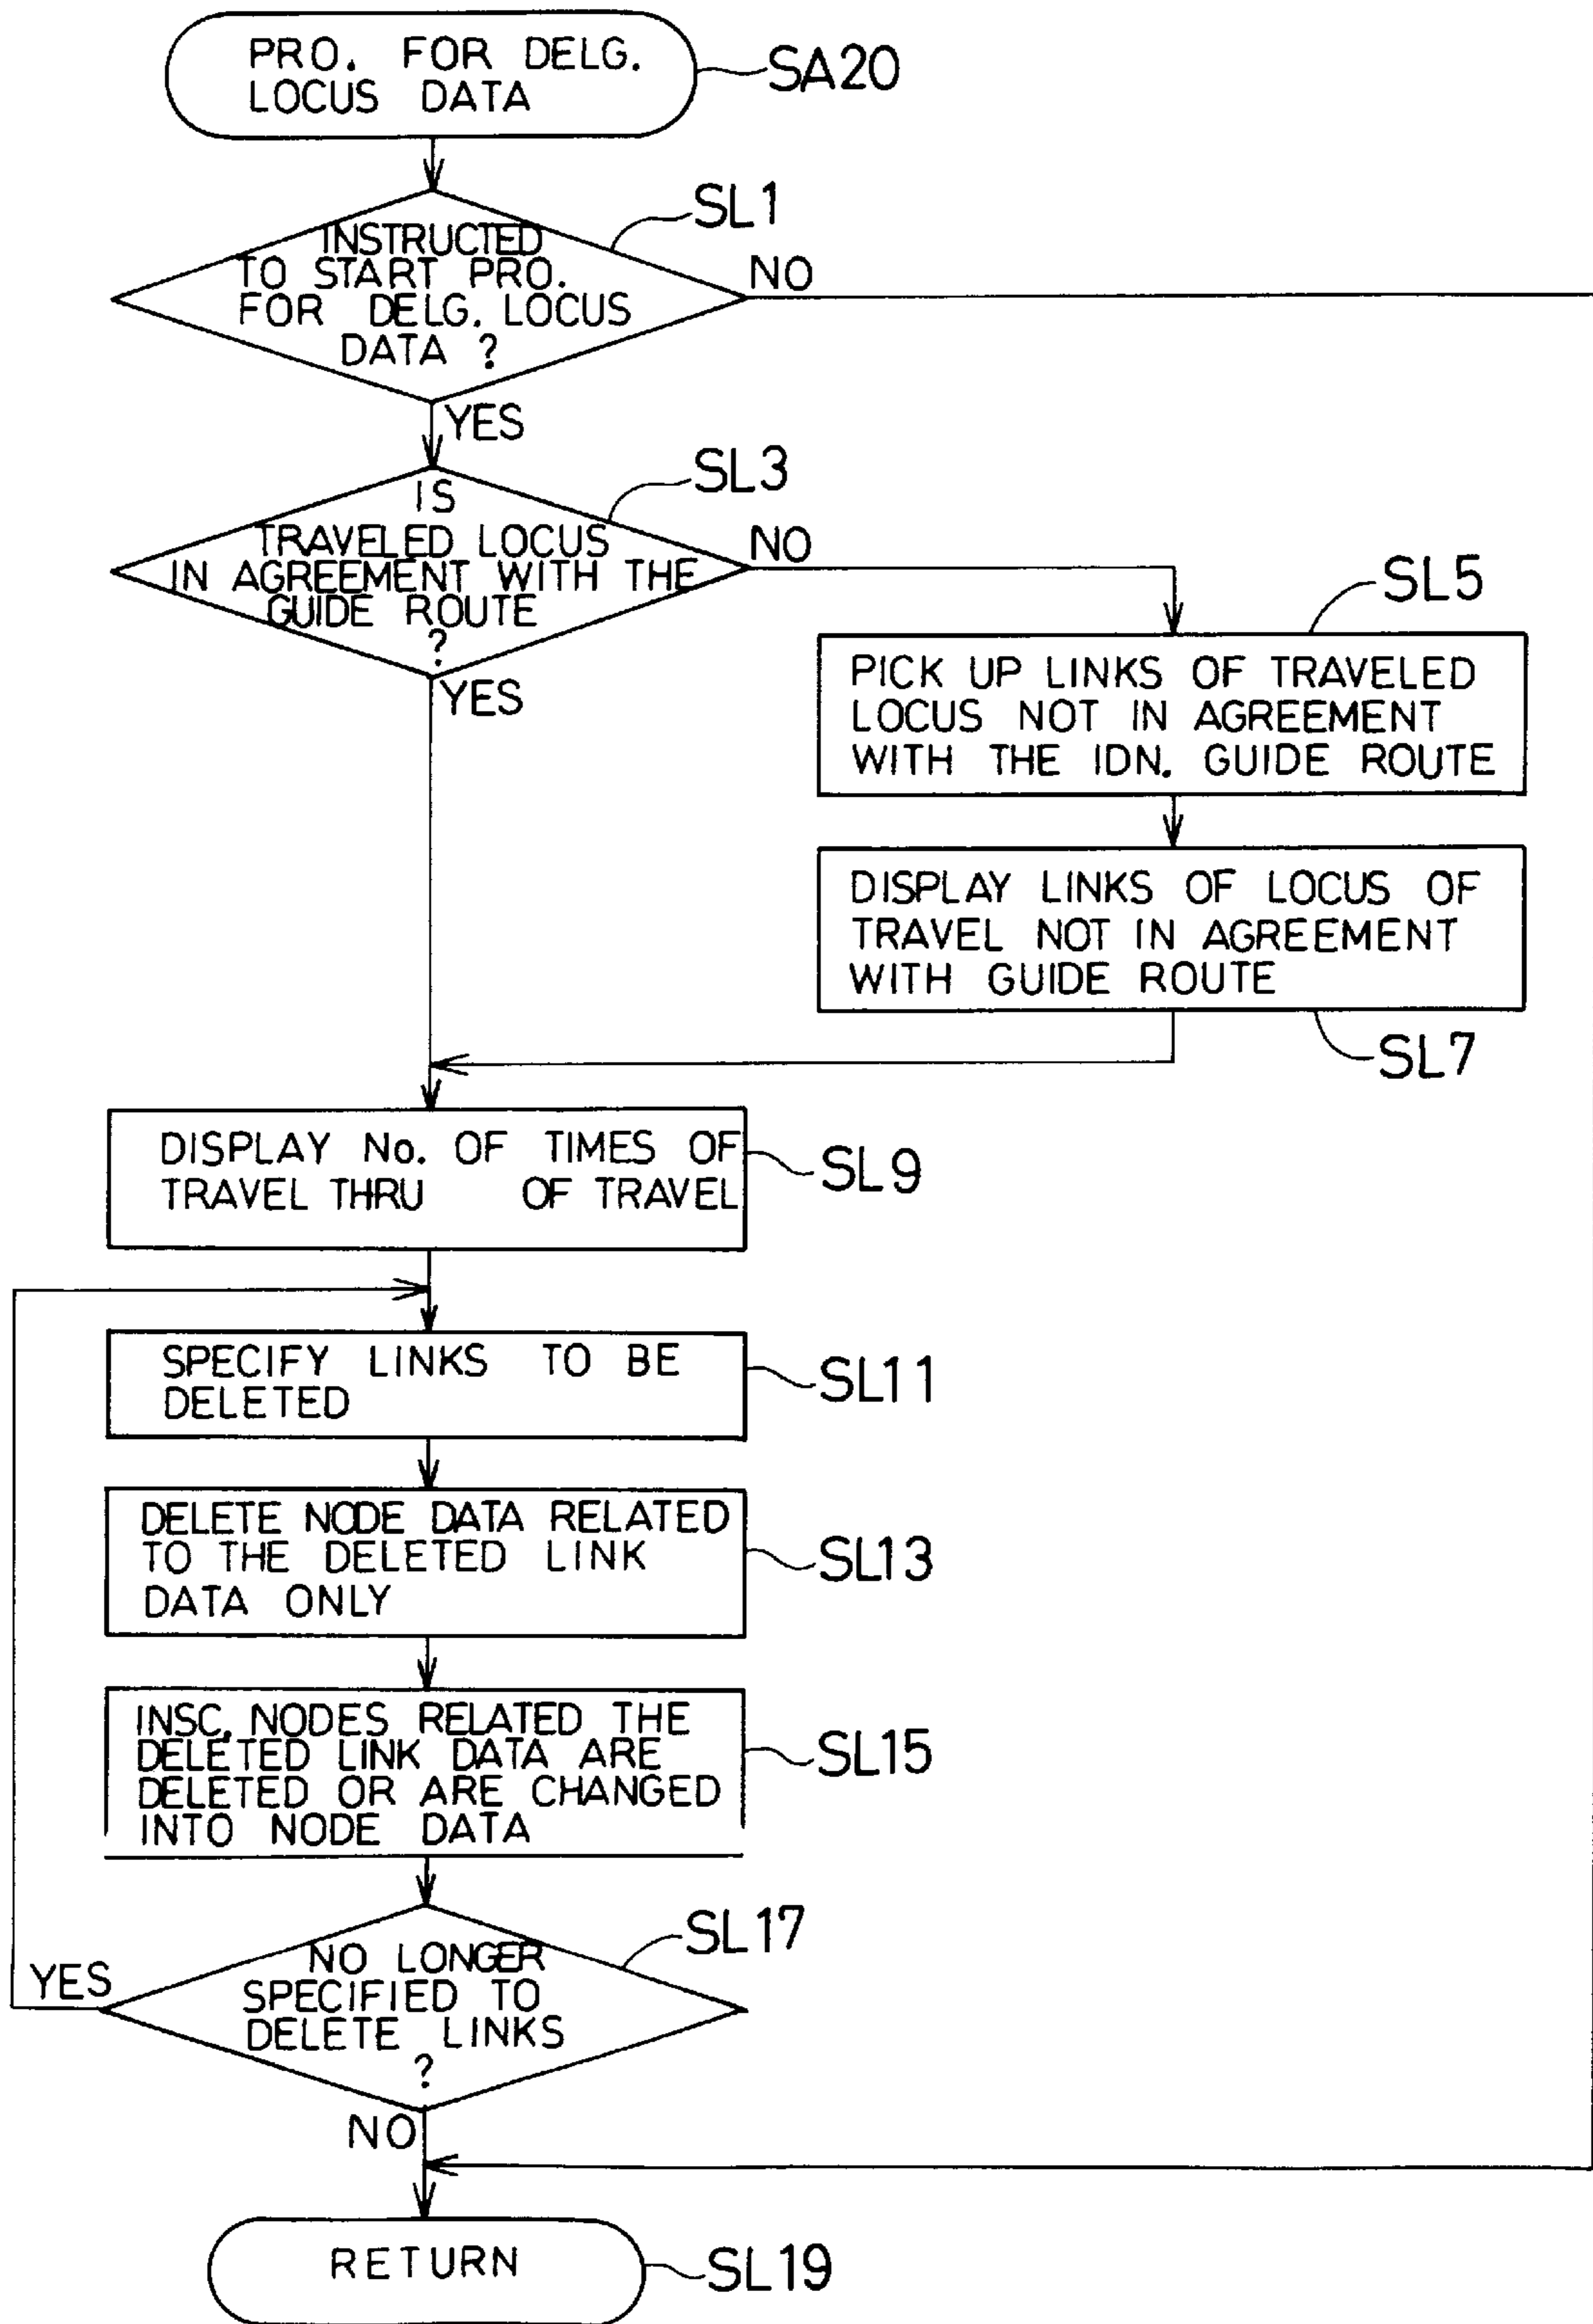 PRO. FOR DELG.
LOCUS DATA
SA20
SL1
INSTRUCTED
TO START PRO.
FOR DELG. LOCUS
DATA ?
NO
YES
SL3
IS
TRAVELED LOCUS
IN AGREEMENT WITH THE
GUIDE ROUTE
?
NO
YES
SL5
PICK UP LINKS OF TRAVELED
LOCUS NOT IN AGREEMENT
WITH THE IDN. GUIDE ROUTE
DISPLAY LINKS OF LOCUS OF
TRAVEL NOT IN AGREEMENT
WITH GUIDE ROUTE
SL7
DISPLAY No. OF TIMES OF
TRAVEL THRU OF TRAVEL
SL9
SPECIFY LINKS TO BE
DELETED
SL11
DELETE NODE DATA RELATED
TO THE DELETED LINK
DATA ONLY
SL13
INSC. NODES RELATED THE
DELETED LINK DATA ARE
DELETED OR ARE CHANGED
INTO NODE DATA
SL15
SL17
NO LONGER
SPECIFIED TO
DELETE LINKS
?
YES
NO
RETURN
SL19